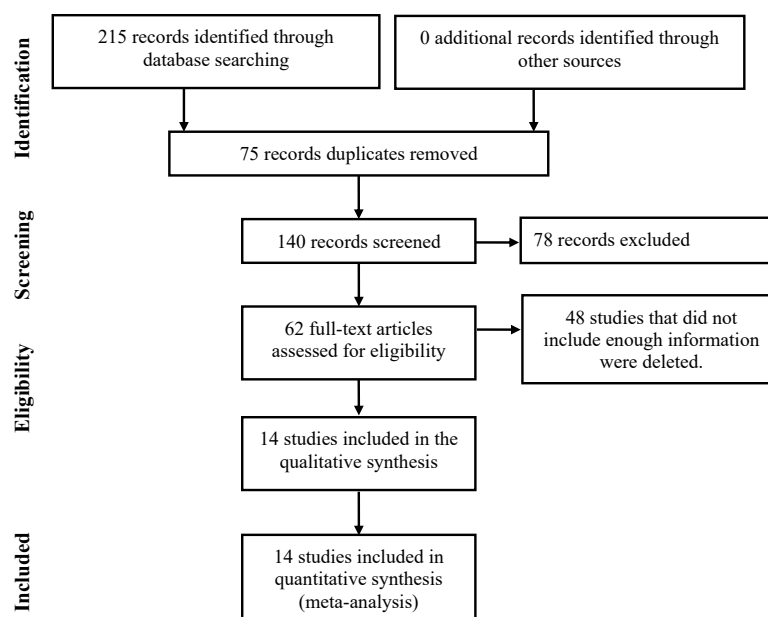 Identification
215 records identified through
database searching
0 additional records identified through
other sources
75 records duplicates removed
Screening
140 records screened
78 records excluded
Eligibility
62 full-text articles
assessed for eligibility
48 studies that did not
include enough information
were deleted.
14 studies included in the
qualitative synthesis
Included
14 studies included in
quantitative synthesis
(meta-analysis)